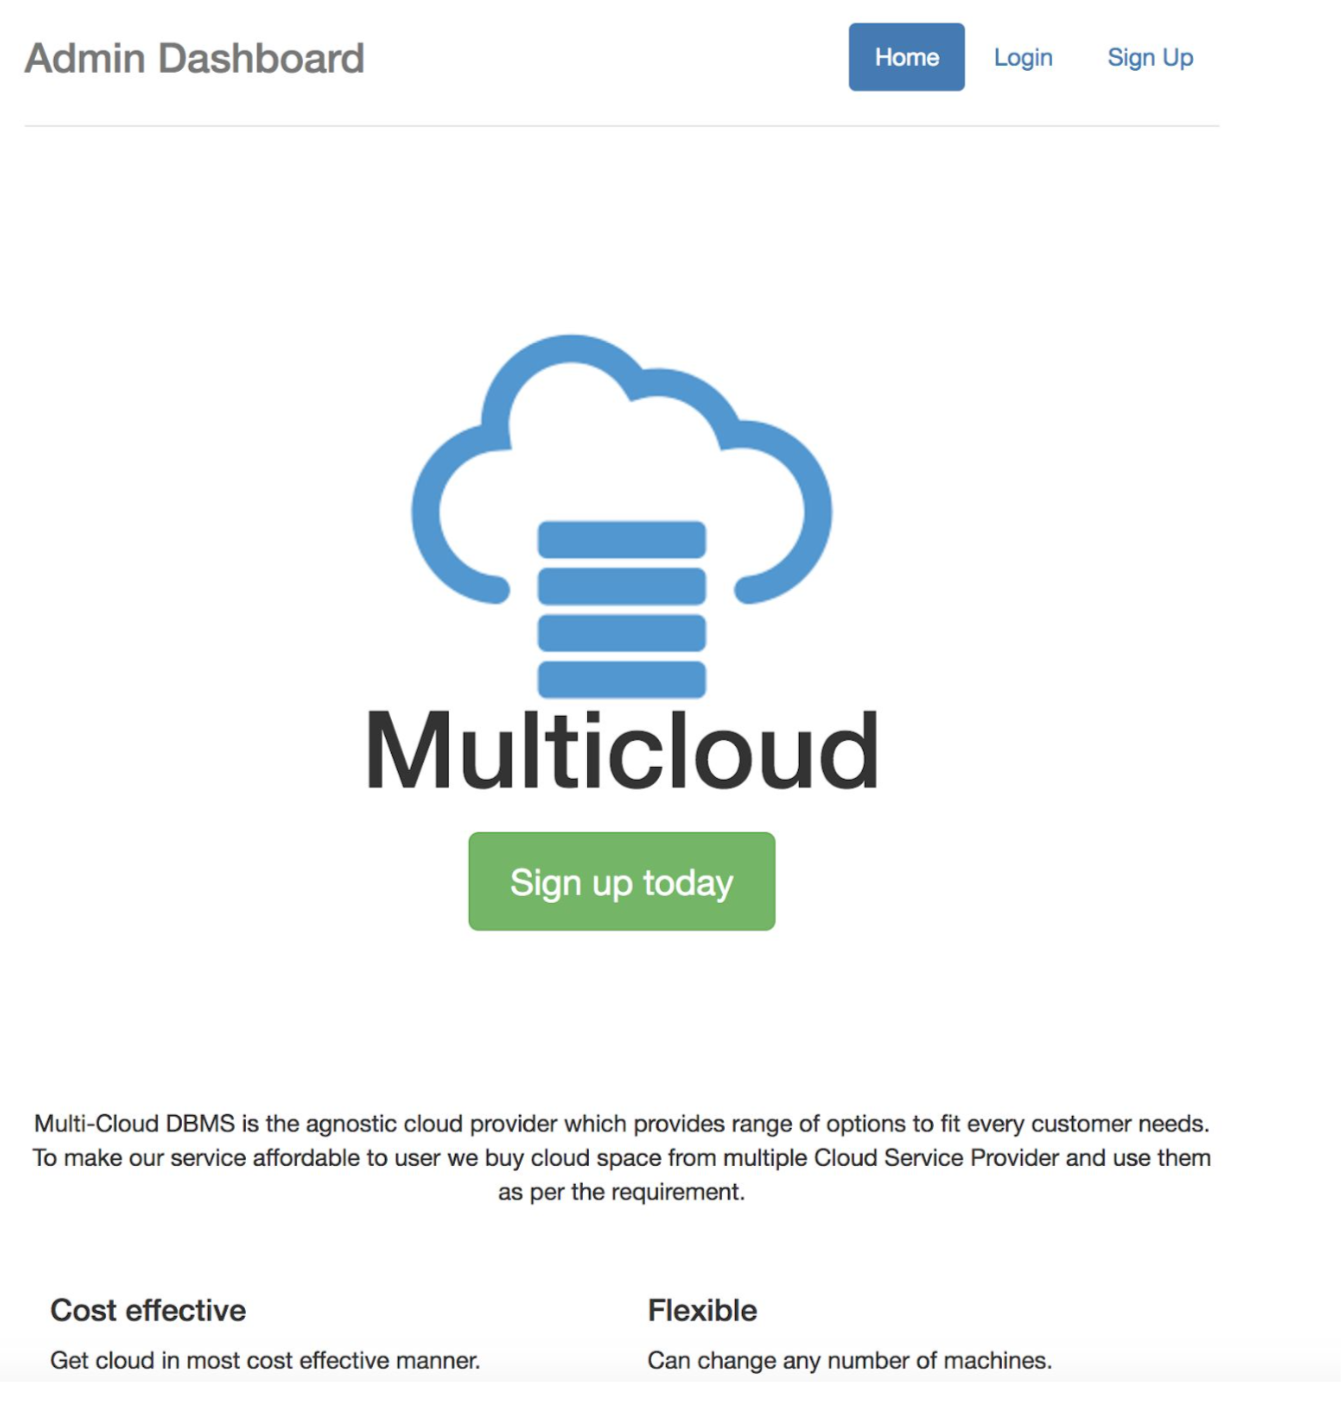 Admin Dashboard
Home Login Sign Up
Multicloud
Sign up today
Multi-Cloud DBMS is the agnostic cloud provider which provides range of options to fit every customer needs.
To make our service affordable to user we buy cloud space from multiple Cloud Service Provider and use them
as per the requirement.
Cost effective
Get cloud in most cost effective manner.
Flexible
Can change any number of machines.